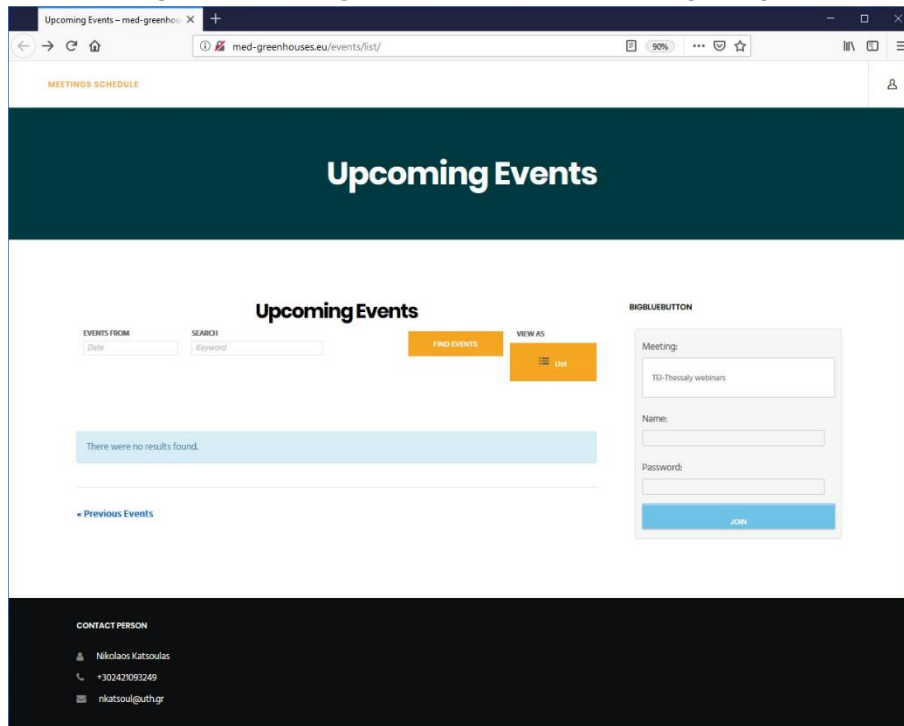 Upcoming Events – med-greenhou
med-greenhouses.eu/events/list/
90%
MEETINGS SCHEDULE
Upcoming Events
Upcoming Events
EVENTS FROM
Date
SEARCH
Keyword
FIND EVENTS
VIEW AS
List
There were no results found.
« Previous Events
BIGBLUEBUTTON
Meeting:
TEI-Thessaly webinars
Name:
Password:
JOIN
CONTACT PERSON
Nikolaos Katsoulas
+302421093249
nkatsoul@uth.gr